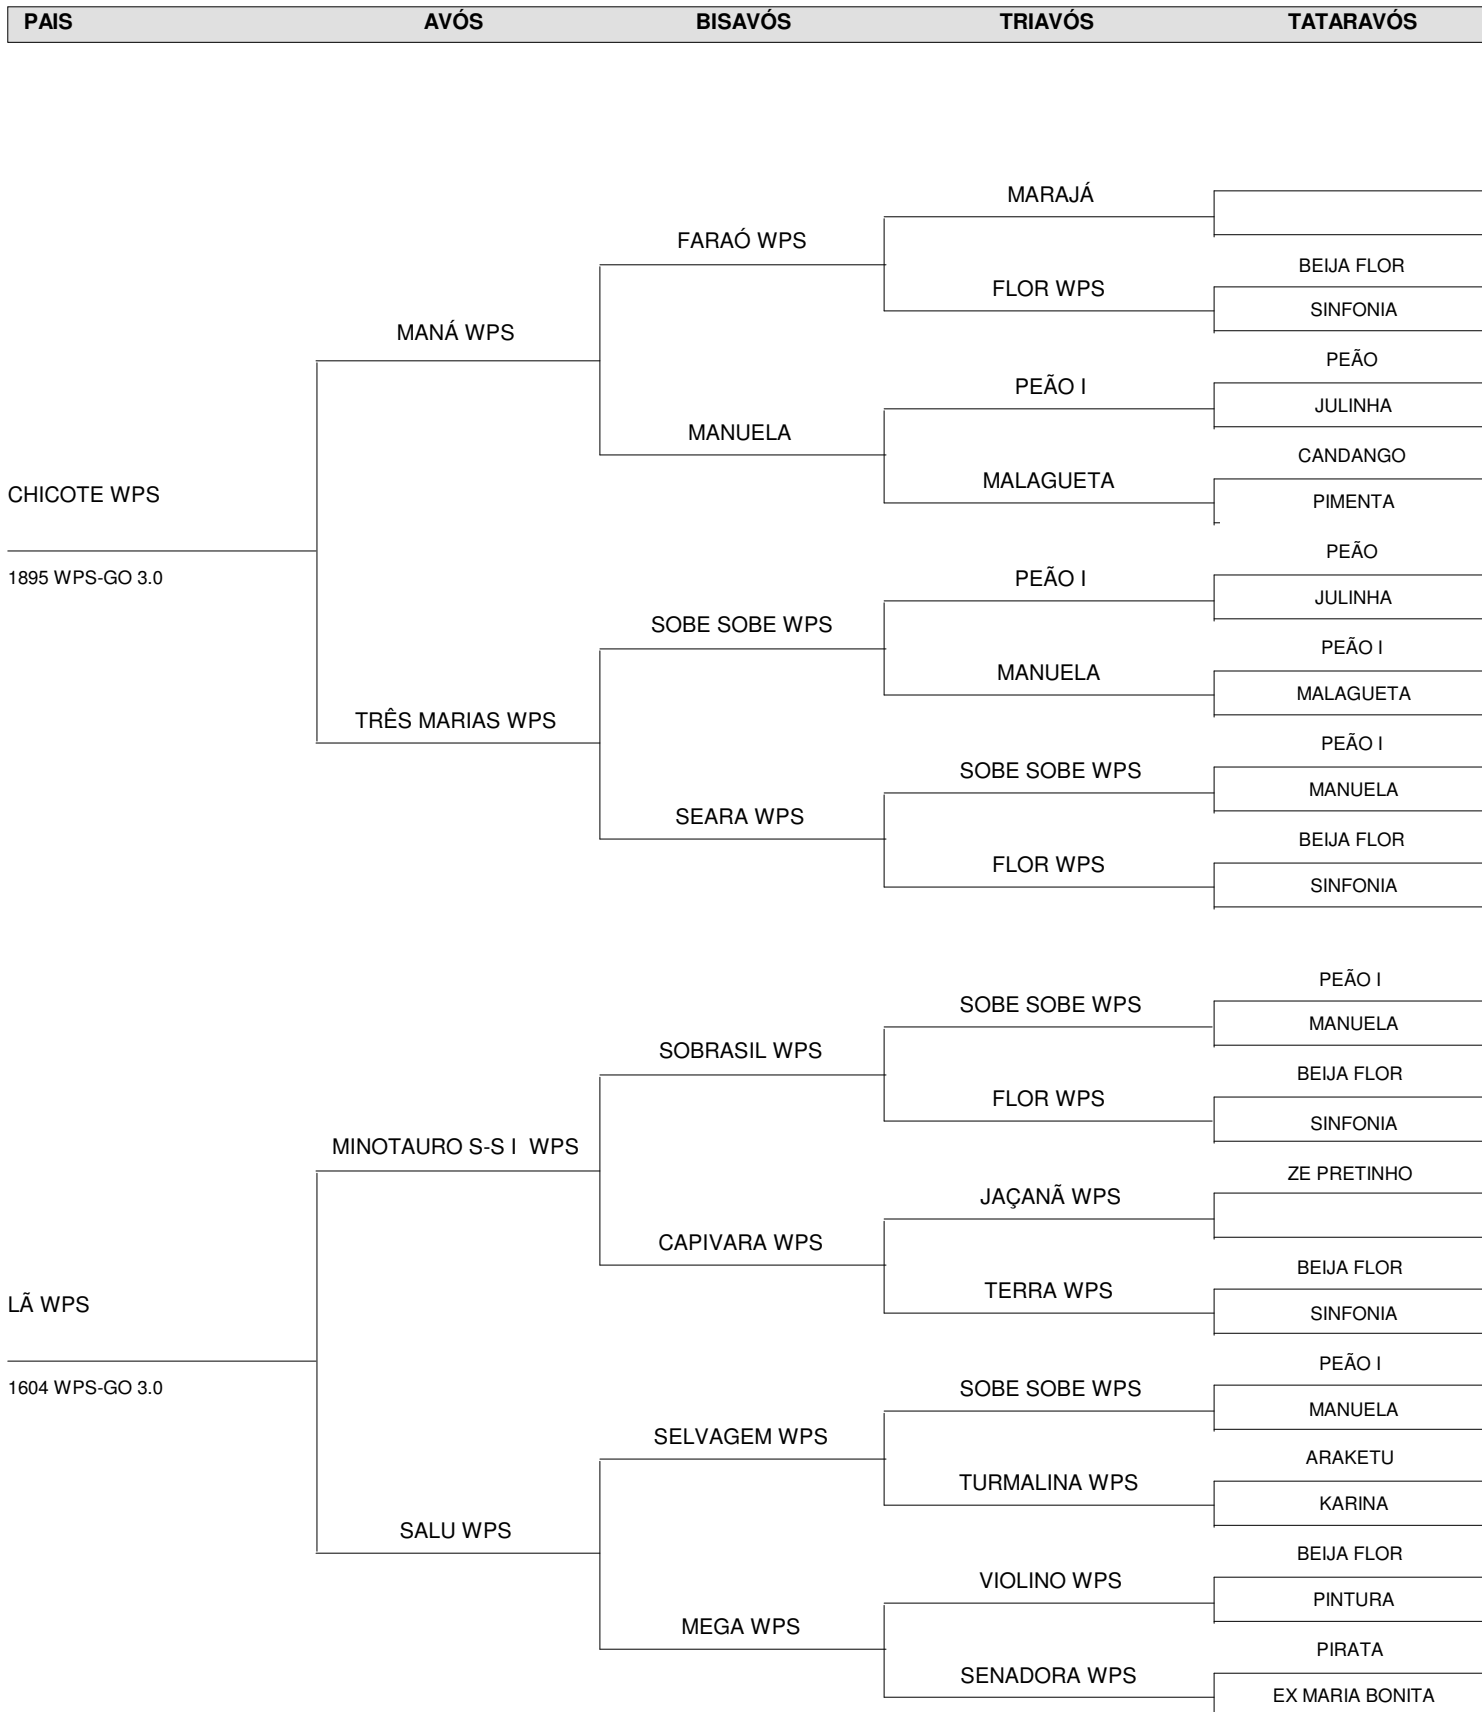 PAIS AVÓS BISAVÓS TRIAVÓS TATARAVÓS
MARAJÁ
FARAÓ WPS
BEIJA FLOR
FLOR WPS
SINFONIA
MANÁ WPS
PEÃO
PEÃO I
JULINHA
MANUELA
CANDANGO
MALAGUETA
CHICOTE WPS
PIMENTA
PEÃO
1895 WPS-GO 3.0
PEÃO I
JULINHA
SOBE SOBE WPS
PEÃO I
MANUELA
MALAGUETA
TRÊS MARIAS WPS
PEÃO I
SOBE SOBE WPS
MANUELA
SEARA WPS
BEIJA FLOR
FLOR WPS
SINFONIA
PEÃO I
SOBE SOBE WPS
MANUELA
SOBRASIL WPS
BEIJA FLOR
FLOR WPS
SINFONIA
MINOTAURO S-S I WPS
ZE PRETINHO
JAÇANÃ WPS
CAPIVARA WPS
BEIJA FLOR
TERRA WPS
LÃ WPS
SINFONIA
PEÃO I
1604 WPS-GO 3.0
SOBE SOBE WPS
MANUELA
SELVAGEM WPS
ARAKETU
TURMALINA WPS
KARINA
SALU WPS
BEIJA FLOR
VIOLINO WPS
PINTURA
MEGA WPS
PIRATA
SENADORA WPS
EX MARIA BONITA